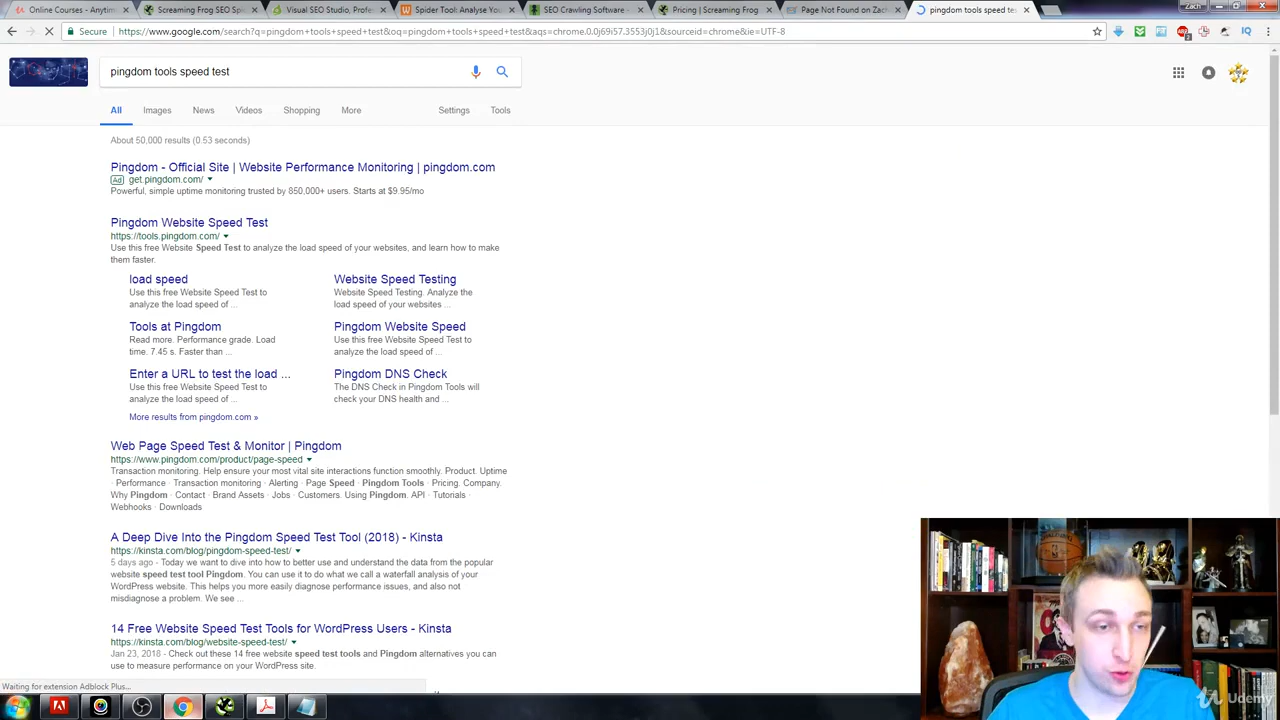 Online Courses - Anytim
Screaming Frog SEO Spi
Visual SEO Studio, Profe
Spider Tool: Analyse You
SEO Crawling Software -
Pricing | Screaming Frog
Page Not Found on Zach
pingdom tools speed tes
Zach
Secure
https://www.google.com/search?q=pingdom+tools+speed+test&oq=pingdom+tools+speed+test&aqs=chrome.0.0j69i57.3553j0j1&sourceid=chrome&ie=UTF-8
pingdom tools speed test
All
Images
News
Videos
Shopping
More
Settings
Tools
About 50,000 results (0.53 seconds)
Pingdom - Official Site | Website Performance Monitoring | pingdom.com
Ad get.pingdom.com/
Powerful, simple uptime monitoring trusted by 850,000+ users. Starts at $9.95/mo
Pingdom Website Speed Test
https://tools.pingdom.com/
Use this free Website Speed Test to analyze the load speed of your websites, and learn how to make
them faster.
load speed
Use this free Website Speed Test to
analyze the load speed of ...
Website Speed Testing
Website Speed Testing. Analyze the
load speed of your websites ...
Tools at Pingdom
Read more. Performance grade. Load
time. 7.45 s. Faster than ...
Pingdom Website Speed
Use this free Website Speed Test to
analyze the load speed of ...
Enter a URL to test the load ...
Use this free Website Speed Test to
analyze the load speed of ...
Pingdom DNS Check
The DNS Check in Pingdom Tools will
check your DNS health and ...
More results from pingdom.com »
Web Page Speed Test & Monitor | Pingdom
https://www.pingdom.com/product/page-speed
Transaction monitoring. Help ensure your most vital site interactions function smoothly. Product. Uptime
· Performance · Transaction monitoring · Alerting · Page Speed · Pingdom Tools · Pricing. Company.
Why Pingdom · Contact · Brand Assets · Jobs · Customers. Using Pingdom. API · Tutorials ·
Webhooks · Downloads
A Deep Dive Into the Pingdom Speed Test Tool (2018) - Kinsta
https://kinsta.com/blog/pingdom-speed-test/
5 days ago - Today we want to dive into how to better use and understand the data from the popular
website speed test tool Pingdom. You can use it to do what we call a waterfall analysis of your
WordPress website. This helps you more easily diagnose performance issues, and also not
misdiagnose a problem. We see ...
14 Free Website Speed Test Tools for WordPress Users - Kinsta
https://kinsta.com/blog/website-speed-test/
Jan 23, 2018 - Check out these 14 free website speed test tools and Pingdom alternatives you can
use to measure performance on your WordPress site.
Waiting for extension Adblock Plus...
Udemy